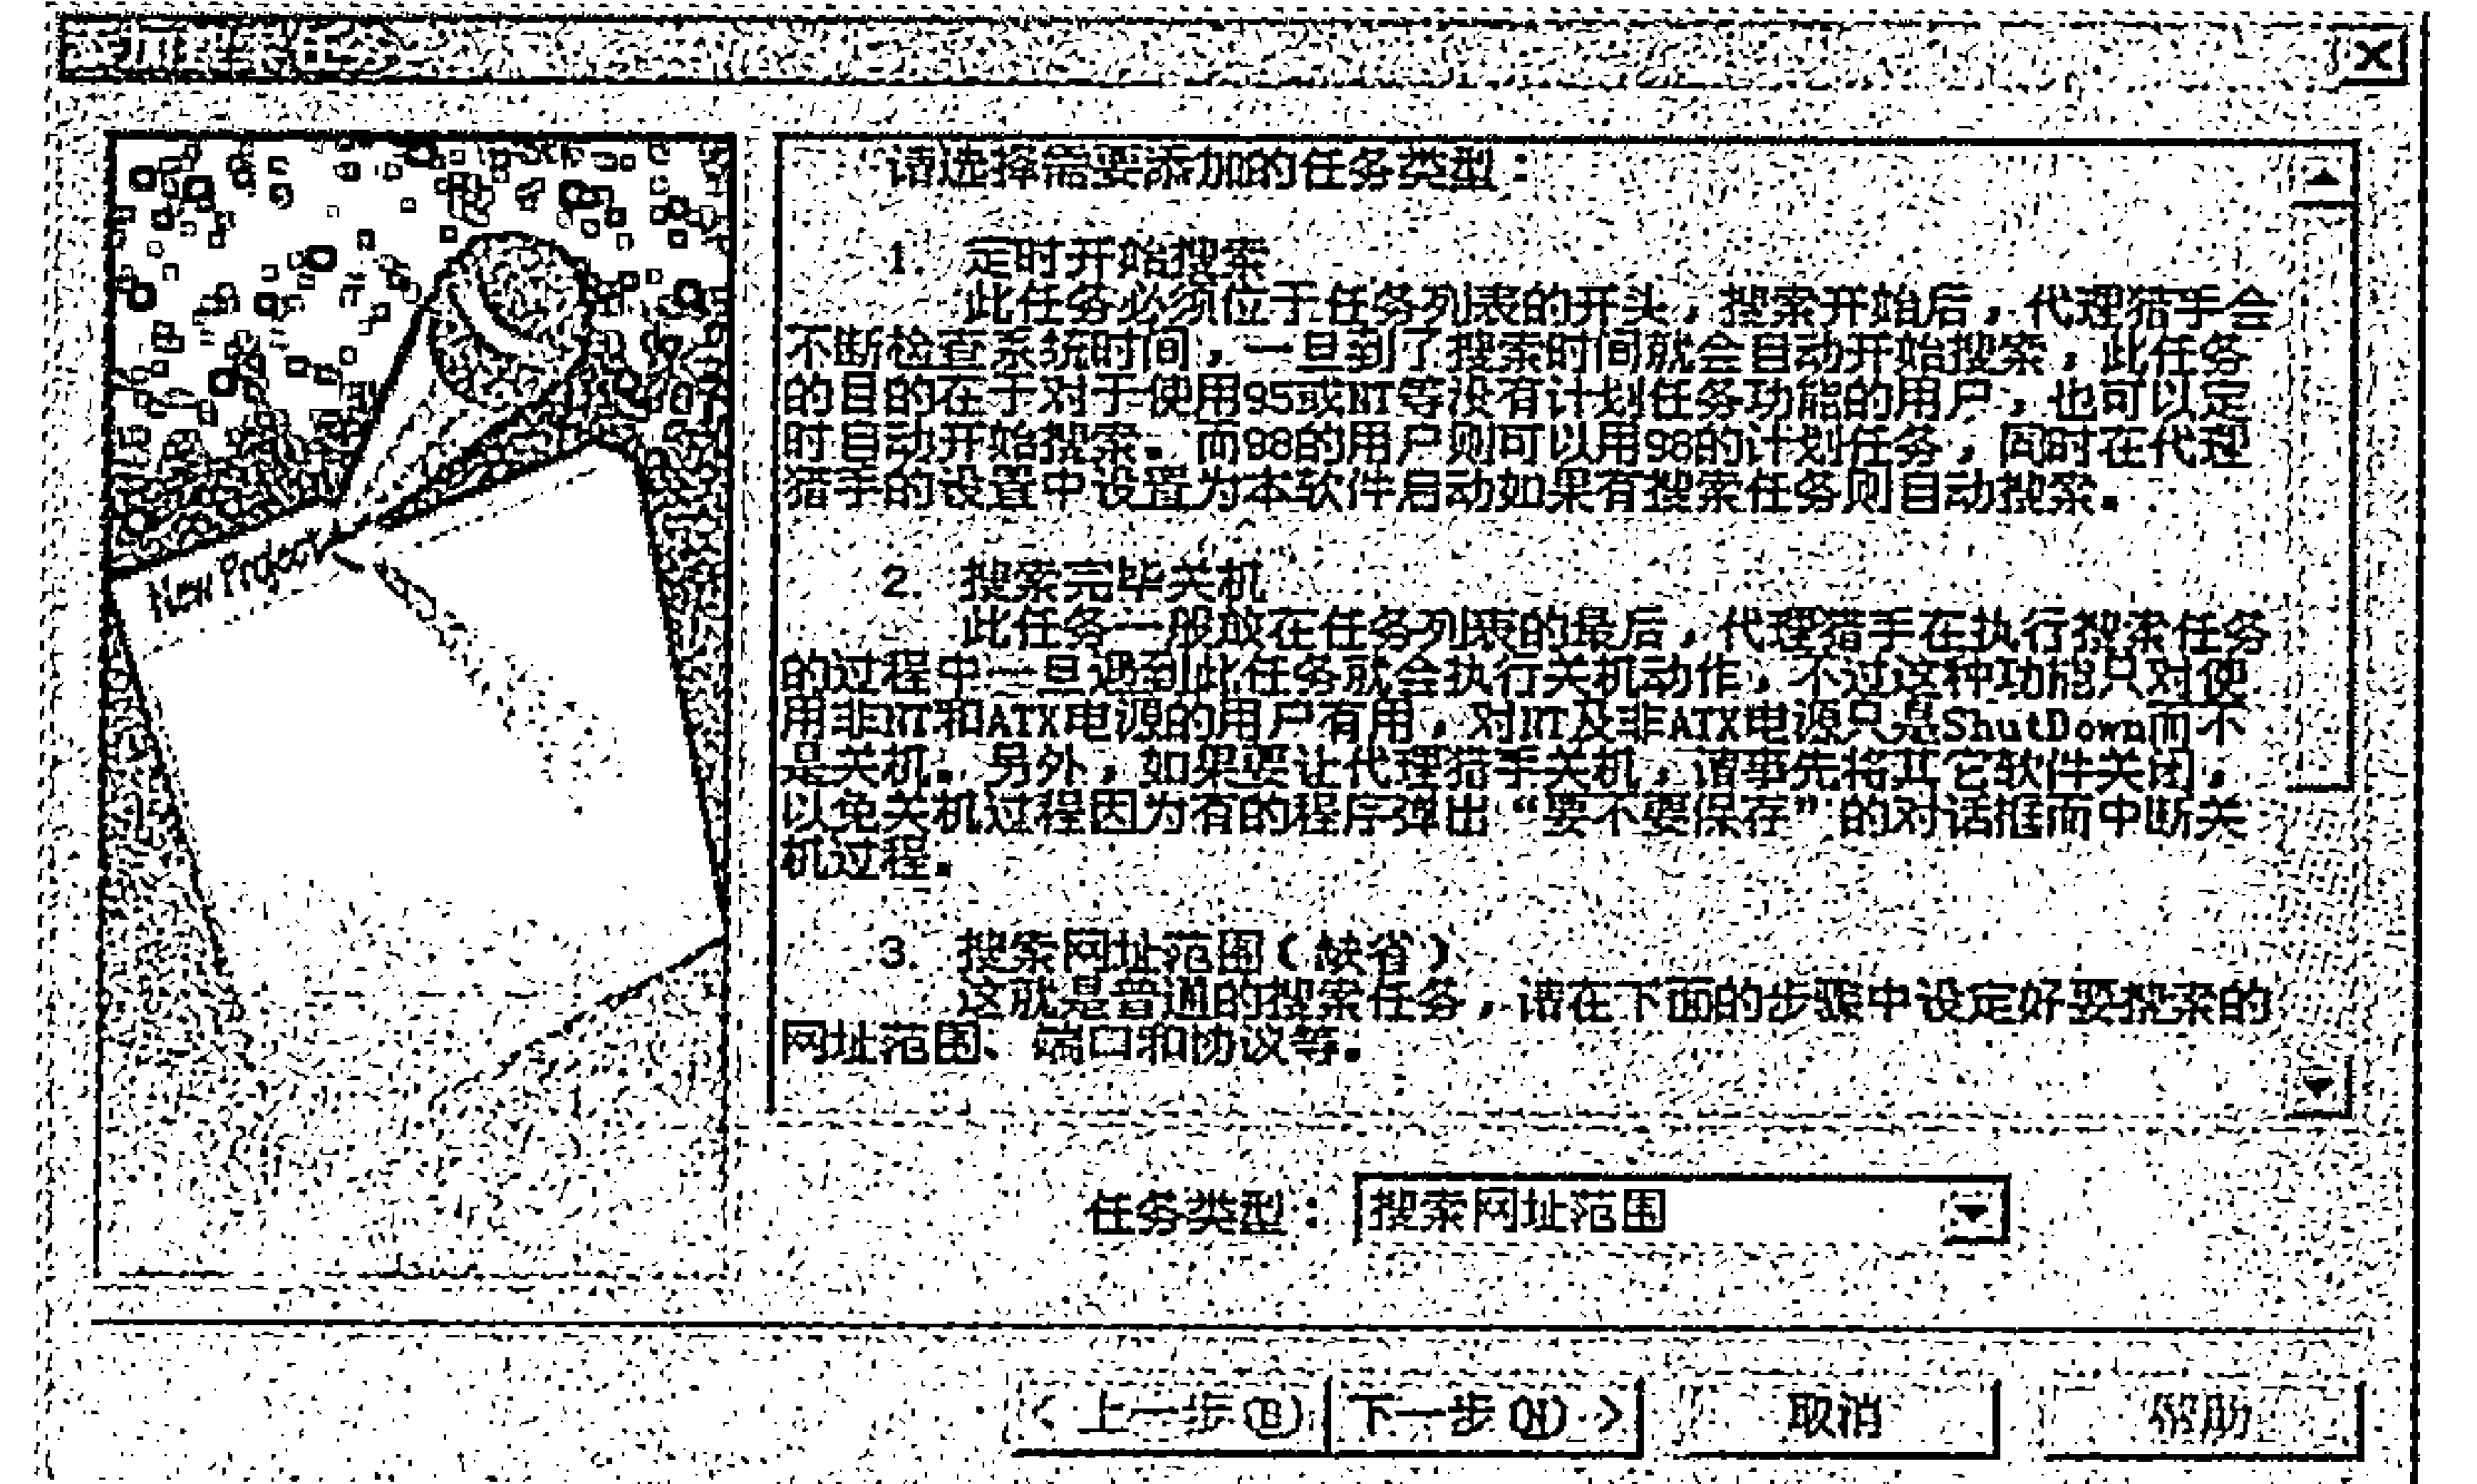 添加搜索任务
New Project
请选择需要添加的任务类型：
1. 定时开始搜索
此任务必须位于任务列表的开头，搜索开始后，代理猎手会
不断检查系统时间，一旦到了搜索时间就会自动开始搜索，此任务
的目的在于对于使用95或NT等没有计划任务功能的用户，也可以定
时自动开始搜索。而98的用户则可以用98的计划任务，同时在代理
猎手的设置中设置为本软件启动如果有搜索任务则自动搜索。
2. 搜索完毕关机
此任务一般放在任务列表的最后，代理猎手在执行搜索任务
的过程中一旦遇到此任务就会执行关机动作，不过这种功能只对使
用非NT和ATX电源的用户有用，对NT及非ATX电源只是ShutDown而不
是关机。另外，如果要让代理猎手关机，请事先将其它软件关闭，
以免关机过程因为有的程序弹出“要不要保存”的对话框而中断关
机过程。
3. 搜索网址范围(缺省)
这就是普通的搜索任务，请在下面的步骤中设定好要搜索的
网址范围、端口和协议等。
任务类型：
搜索网址范围
< 上一步(B)
下一步(N) >
取消
帮助